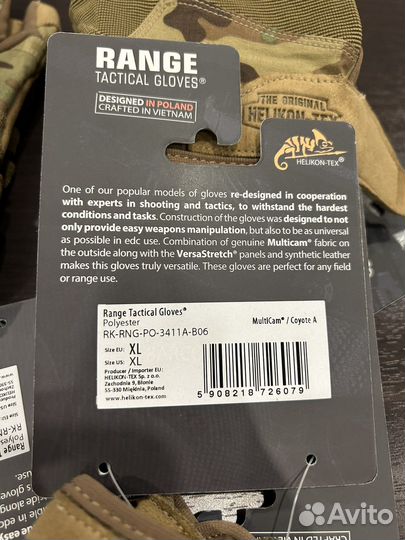 RANGE
TACTICAL GLOVES®
DESIGNED IN POLAND
CRAFTED IN VIETNAM
THE ORIGINAL
HELIKON-TEX
HELIKON-TEX®
One of our popular models of gloves re-designed in cooperation
with experts in shooting and tactics, to withstand the hardest
conditions and tasks. Construction of the gloves was designed to not
only provide easy weapons manipulation, but also to be as universal
as possible in edc use. Combination of genuine Multicam® fabric on
the outside along with the VersaStretch® panels and synthetic leather
makes this gloves truly versatile. These gloves are perfect for any field
or range use.
Range Tactical Gloves®
Polyester
MultiCam® / Coyote A
RK-RNG-PO-3411A-B06
Size EU: XL
Size US: XL
Producer / Importer EU:
HELIKON-TEX Sp. z o.o.
Zachodnia 9, Błonie
55-330 Miękinia, Poland
www.helikon-tex.com
5 908218 726079
Range
Polyes
RK-RN
Avito